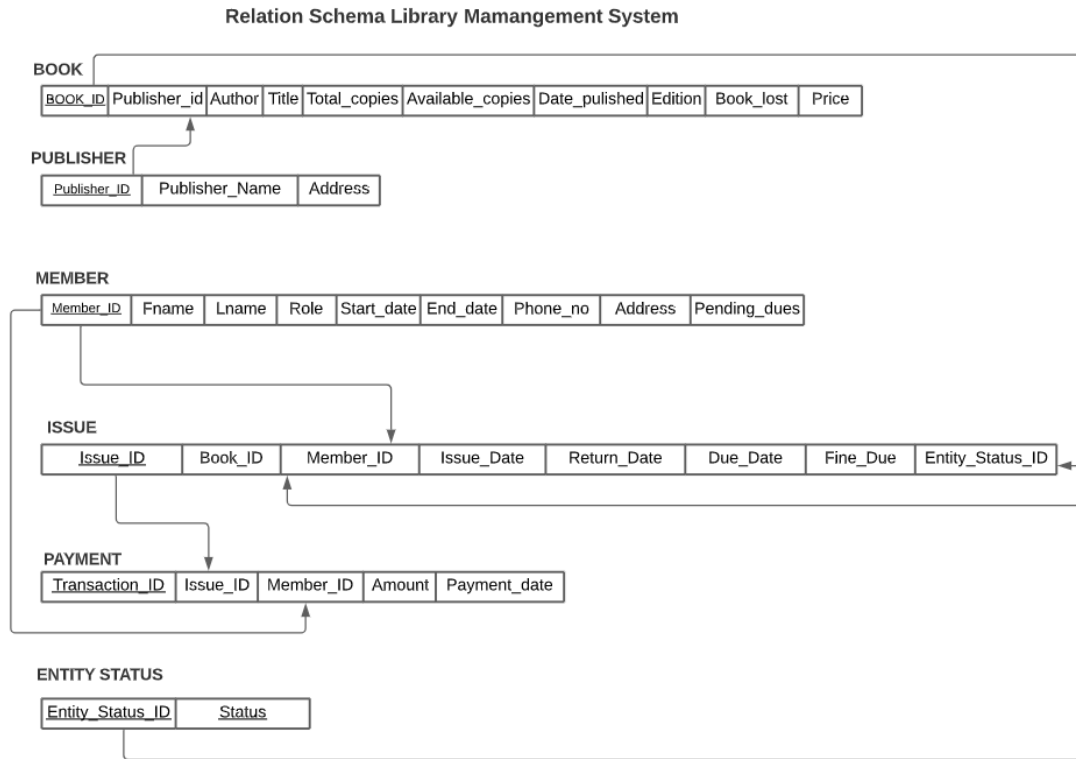 Relation Schema Library Mamangement System
BOOK
BOOK_ID Publisher_id Author Title Total_copies Available_copies Date_pulished Edition Book_lost Price
PUBLISHER
Publisher_ID Publisher_Name Address
MEMBER
Member_ID Fname Lname Role Start_date End_date Phone_no Address Pending_dues
ISSUE
Issue_ID Book_ID Member_ID Issue_Date Return_Date Due_Date Fine_Due Entity_Status_ID
PAYMENT
Transaction_ID Issue_ID Member_ID Amount Payment_date
ENTITY STATUS
Entity_Status_ID Status